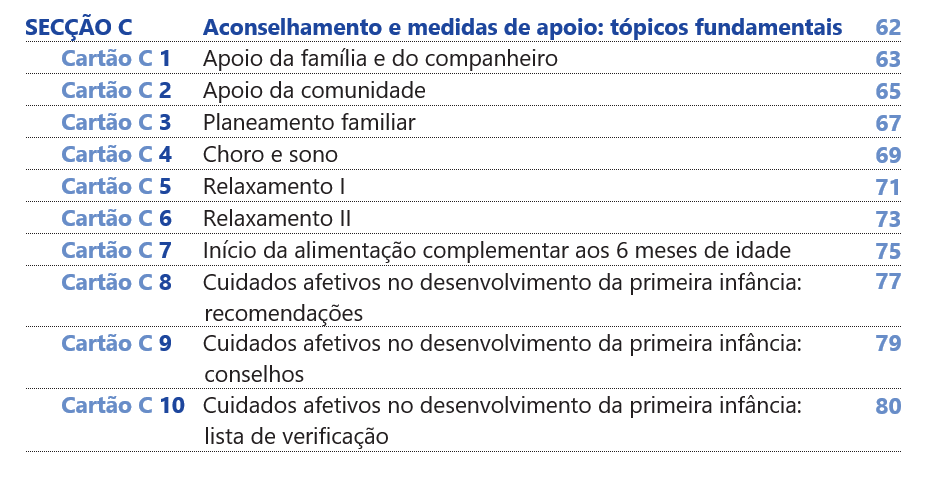 SECÇÃO C Aconselhamento e medidas de apoio: tópicos fundamentais 62
Cartão C 1 Apoio da família e do companheiro 63
Cartão C 2 Apoio da comunidade 65
Cartão C 3 Planeamento familiar 67
Cartão C 4 Choro e sono 69
Cartão C 5 Relaxamento I 71
Cartão C 6 Relaxamento II 73
Cartão C 7 Início da alimentação complementar aos 6 meses de idade 75
Cartão C 8 Cuidados afetivos no desenvolvimento da primeira infância: 77
recomendações
Cartão C 9 Cuidados afetivos no desenvolvimento da primeira infância: 79
conselhos
Cartão C 10 Cuidados afetivos no desenvolvimento da primeira infância: 80
lista de verificação